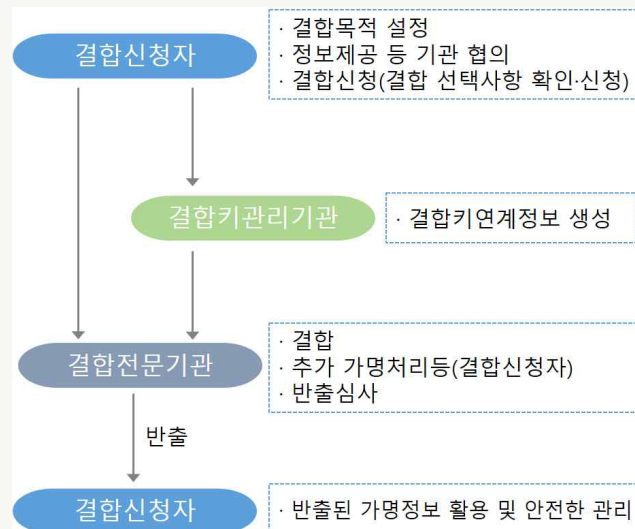 결합신청자
· 결합목적 설정
· 정보제공 등 기관 협의
· 결합신청(결합 선택사항 확인·신청)
결합키관리기관
· 결합키연계정보 생성
결합전문기관
· 결합
· 추가 가명처리등(결합신청자)
· 반출심사
반출
결합신청자
· 반출된 가명정보 활용 및 안전한 관리